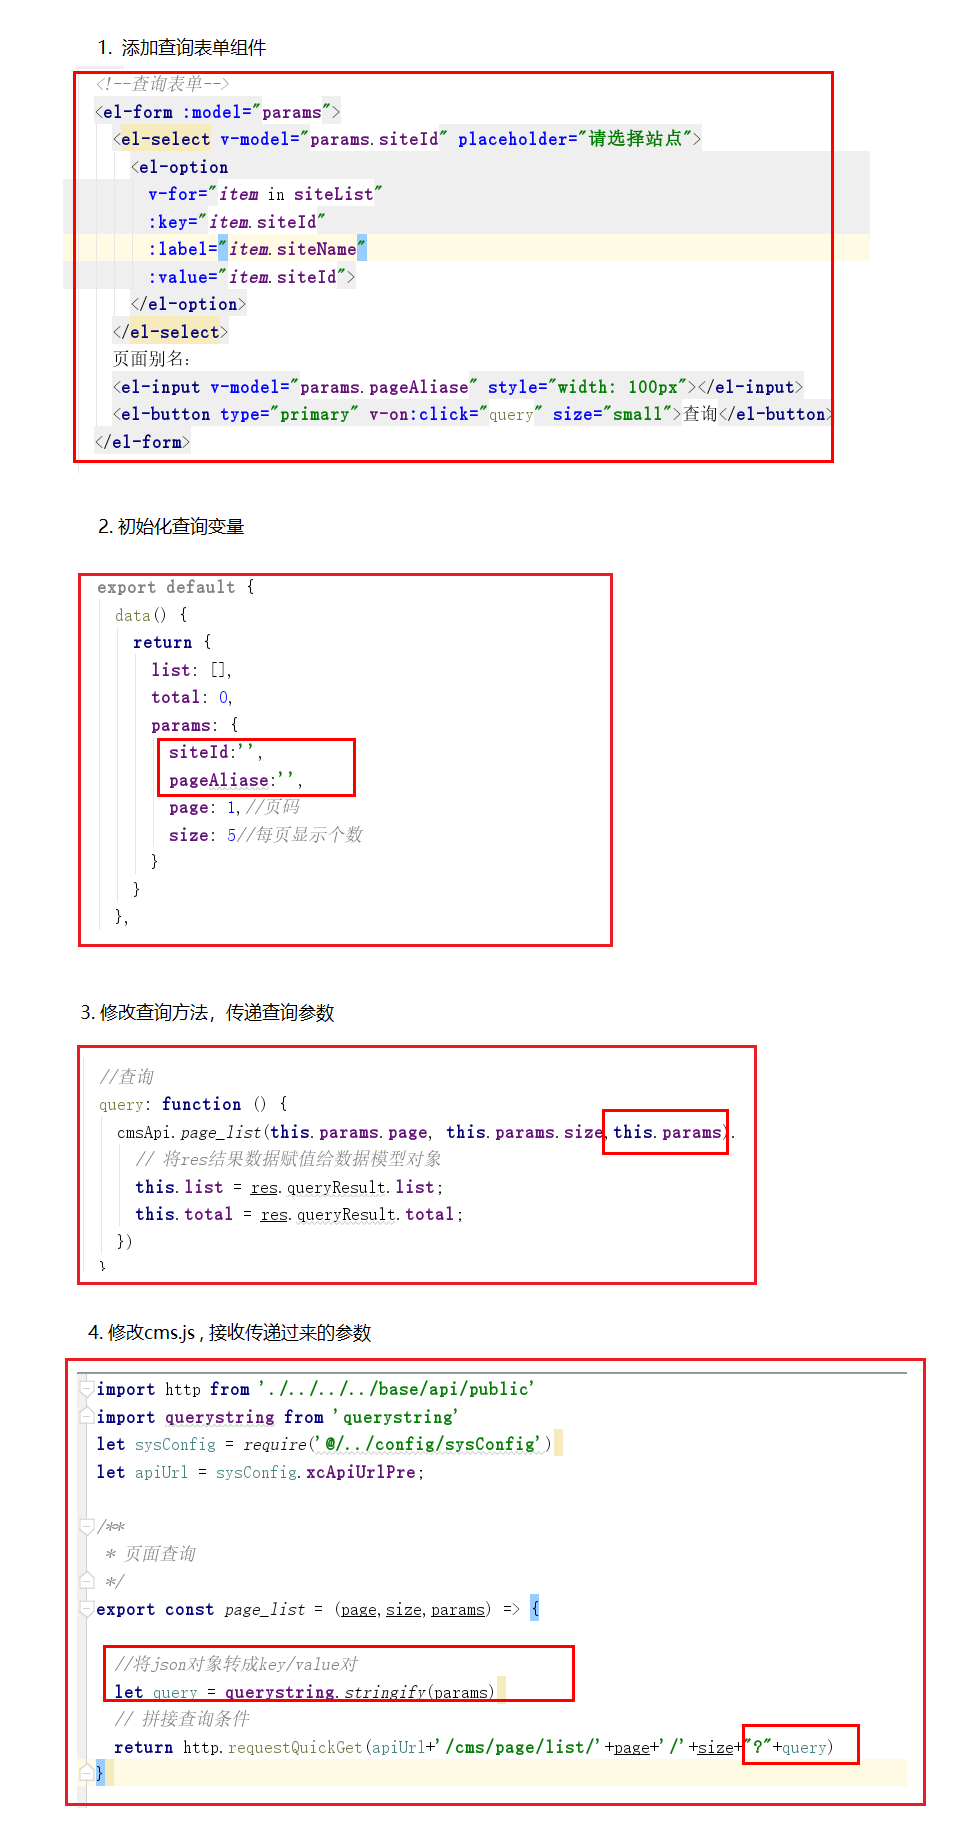 1. 添加查询表单组件
<!--查询表单-->
<el-form :model="params">
<el-select v-model="params.siteId" placeholder="请选择站点">
<el-option
v-for="item in siteList"
:key="item.siteId"
:label="item.siteName"
:value="item.siteId">
</el-option>
</el-select>
页面别名：
<el-input v-model="params.pageAliase" style="width: 100px"></el-input>
<el-button type="primary" v-on:click="query" size="small">查询</el-button>
</el-form>
2. 初始化查询变量
export default {
data() {
return {
list: [],
total: 0,
params: {
siteId:'',
pageAliase:'',
page: 1,//页码
size: 5//每页显示个数
}
}
},
3. 修改查询方法，传递查询参数
//查询
query: function () {
cmsApi.page_list(this.params.page, this.params.size,this.params).
// 将res结果数据赋值给数据模型对象
this.list = res.queryResult.list;
this.total = res.queryResult.total;
})
}
4. 修改cms.js , 接收传递过来的参数
import http from './../../../base/api/public'
import querystring from 'querystring'
let sysConfig = require('@/../config/sysConfig')
let apiUrl = sysConfig.xcApiUrlPre;
/**
* 页面查询
*/
export const page_list = (page,size,params) => {
//将json对象转成key/value对
let query = querystring.stringify(params)
// 拼接查询条件
return http.requestQuickGet(apiUrl+'/cms/page/list/'+page+'/'+size+"?"+query)
}